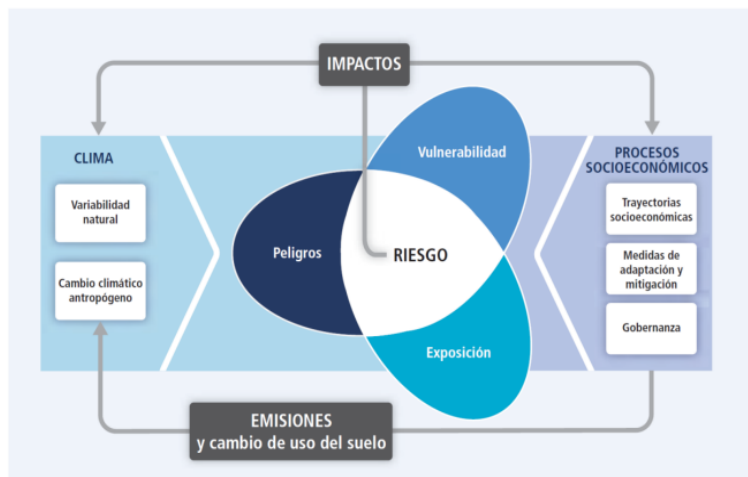 IMPACTOS
CLIMA
Variabilidad
natural
Cambio climático
antropógeno
Peligros
Vulnerabilidad
RIESGO
Exposición
PROCESOS
SOCIOECONÓMICOS
Trayectorias
socioeconómicas
Medidas de
adaptación y
mitigación
Gobernanza
EMISIONES
y cambio de uso del suelo